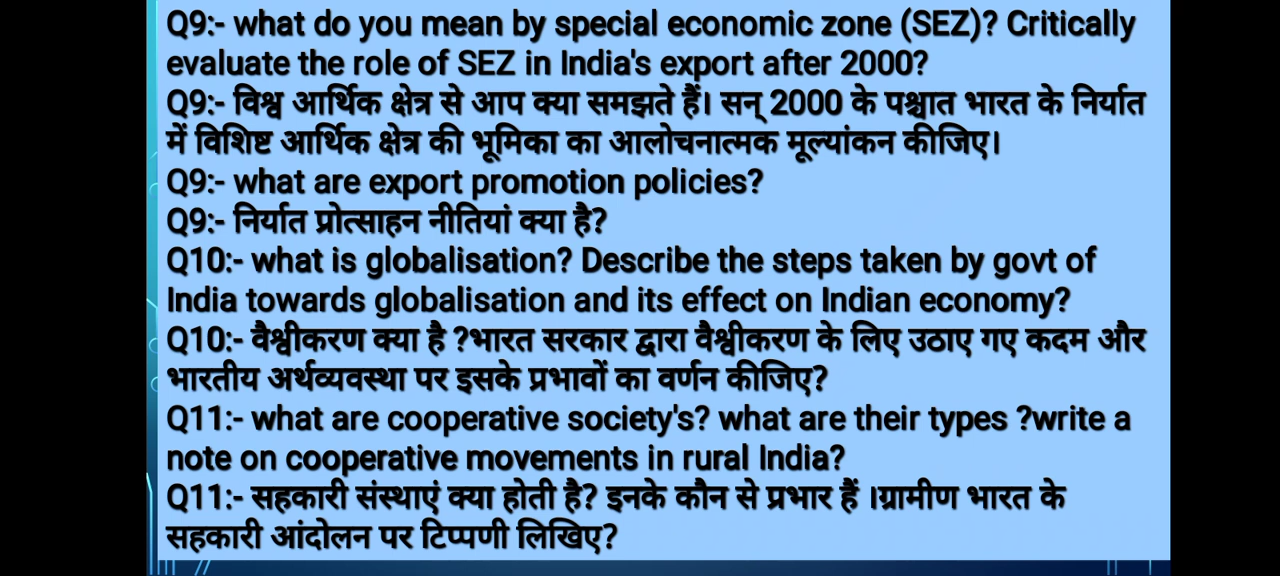 Q9:- what do you mean by special economic zone (SEZ)? Critically
evaluate the role of SEZ in India's export after 2000?
Q9:- विश्व आर्थिक क्षेत्र से आप क्या समझते हैं। सन् 2000 के पश्चात भारत के निर्यात
में विशिष्ट आर्थिक क्षेत्र की भूमिका का आलोचनात्मक मूल्यांकन कीजिए।
Q9:- what are export promotion policies?
Q9:- निर्यात प्रोत्साहन नीतियां क्या है?
Q10:- what is globalisation? Describe the steps taken by govt of
India towards globalisation and its effect on Indian economy?
Q10:- वैश्वीकरण क्या है ?भारत सरकार द्वारा वैश्वीकरण के लिए उठाए गए कदम और
भारतीय अर्थव्यवस्था पर इसके प्रभावों का वर्णन कीजिए?
Q11:- what are cooperative society's? what are their types ?write a
note on cooperative movements in rural India?
Q11:- सहकारी संस्थाएं क्या होती है? इनके कौन से प्रभार हैं ।ग्रामीण भारत के
सहकारी आंदोलन पर टिप्पणी लिखिए?